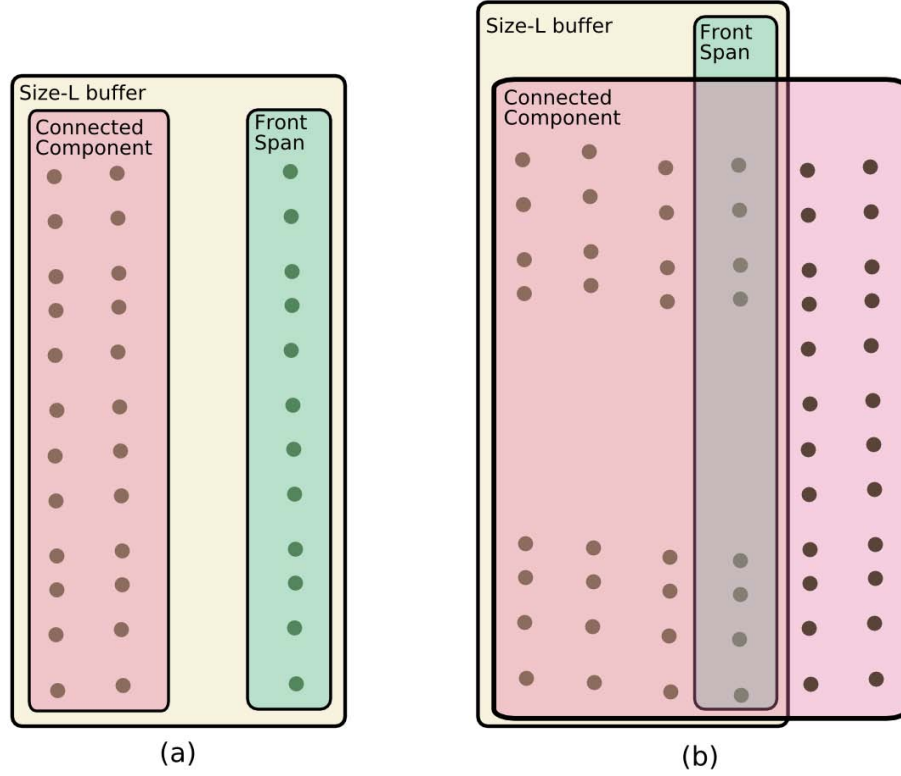 Size-L buffer
Connected
Component
Front
Span
(a)
Size-L buffer
Front
Span
Connected
Component
(b)